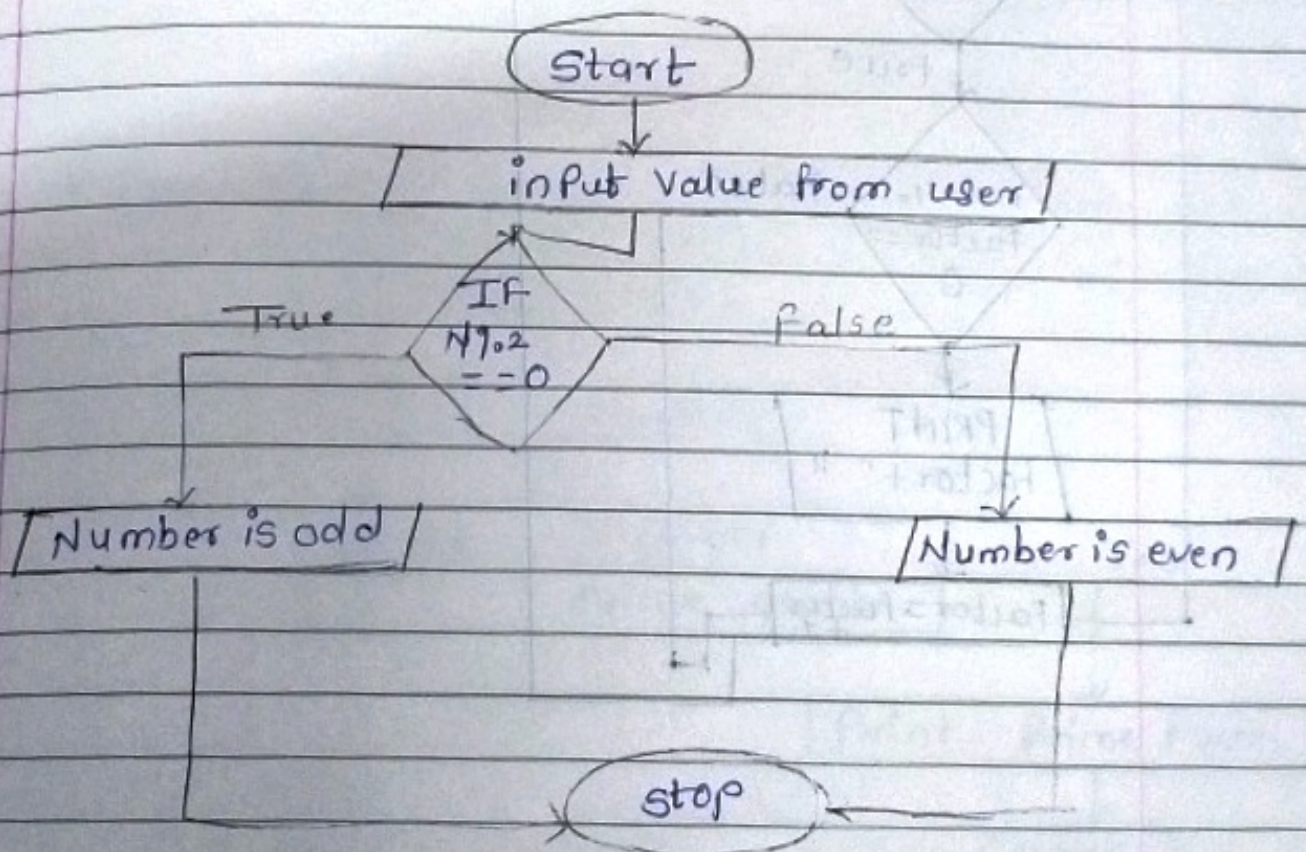 Start
input value from user
IF
N%2
==0
True
false
Number is odd
Number is even
stop